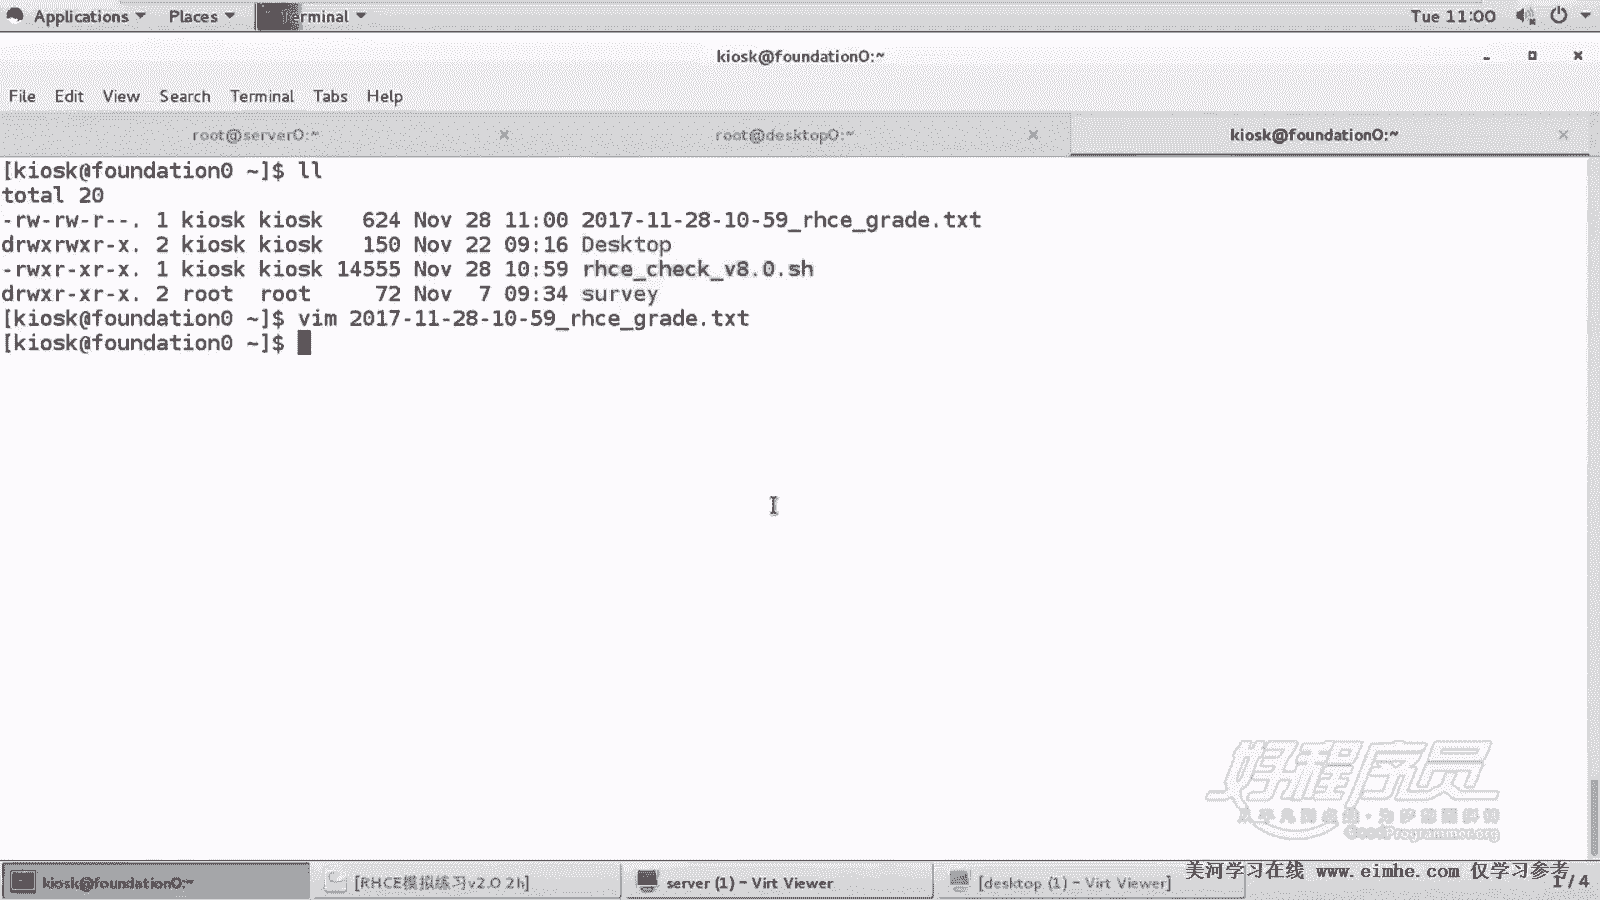 Applications Places Terminal Tue 11:00
kiosk@foundation0:~
File Edit View Search Terminal Tabs Help
root@server0:~ root@desktop0:~ kiosk@foundation0:~
[kiosk@foundation0 ~]$ ll
total 20
-rw-rw-r--. 1 kiosk kiosk   624 Nov 28 11:00 2017-11-28-10-59_rhce_grade.txt
drwxrwxr-x. 2 kiosk kiosk   150 Nov 22 09:16 Desktop
-rwxr-xr-x. 1 kiosk kiosk 14555 Nov 28 10:59 rhce_check_v8.0.sh
drwxr-xr-x. 2 root  root     72 Nov  7 09:34 survey
[kiosk@foundation0 ~]$ vim 2017-11-28-10-59_rhce_grade.txt
[kiosk@foundation0 ~]$
好程序员
GoodProgrammer.org
美河学习在线 www.eimhe.com 仅学习参考
kiosk@foundation0:~ [RHCE模拟练习v2.0 2h] server (1) - Virt Viewer [desktop (1) - Virt Viewer] 1 / 4